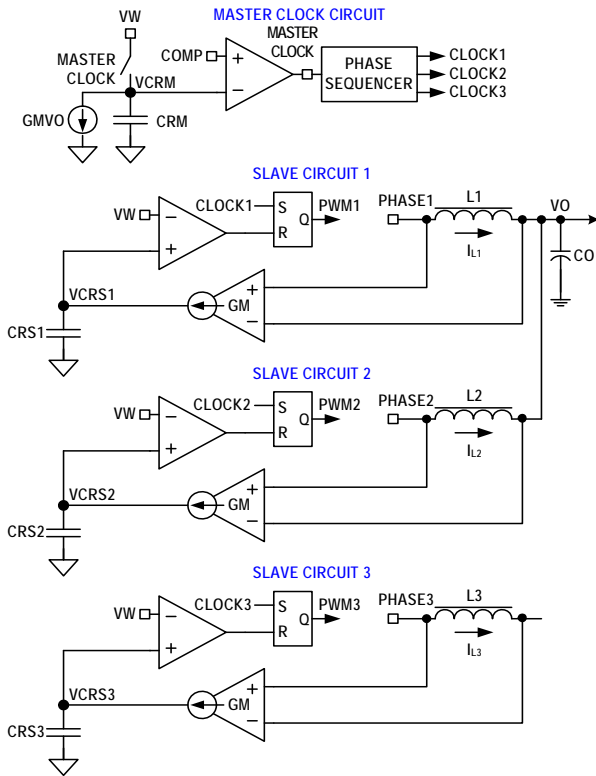 MASTER CLOCK CIRCUIT
VW
MASTER
CLOCK
COMP
MASTER
CLOCK
VCRM
+
−
PHASE
SEQUENCER
CLOCK1
CLOCK2
CLOCK3
GMVO
CRM
SLAVE CIRCUIT 1
VW
−
+
CLOCK1
S
R
Q
PWM1
PHASE1
L1
IL1
VO
CO
VCRS1
GM
+
−
CRS1
SLAVE CIRCUIT 2
VW
−
+
CLOCK2
S
R
Q
PWM2
PHASE2
L2
IL2
VCRS2
GM
+
−
CRS2
SLAVE CIRCUIT 3
VW
−
+
CLOCK3
S
R
Q
PWM3
PHASE3
L3
IL3
VCRS3
GM
+
−
CRS3